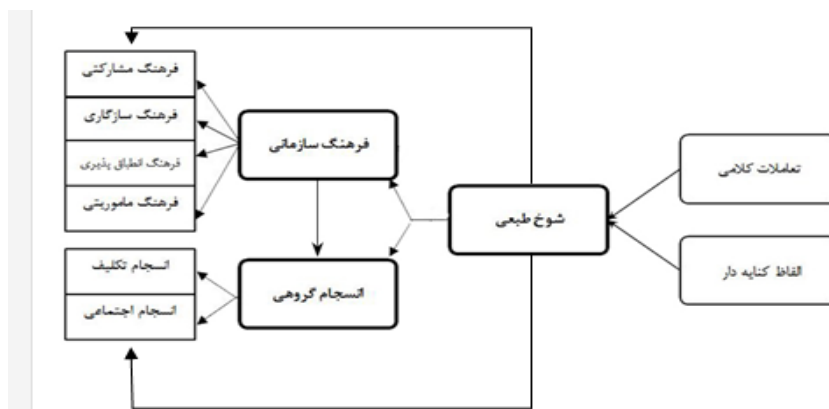 فرهنگ مشارکتی
فرهنگ سازگاری
فرهنگ انطباق پذیری
فرهنگ ماموریتی
فرهنگ سازمانی
تعاملات کلامی
شوخ طبعی
الفاظ کنایه دار
انسجام تکلیف
انسجام اجتماعی
انسجام گروهی